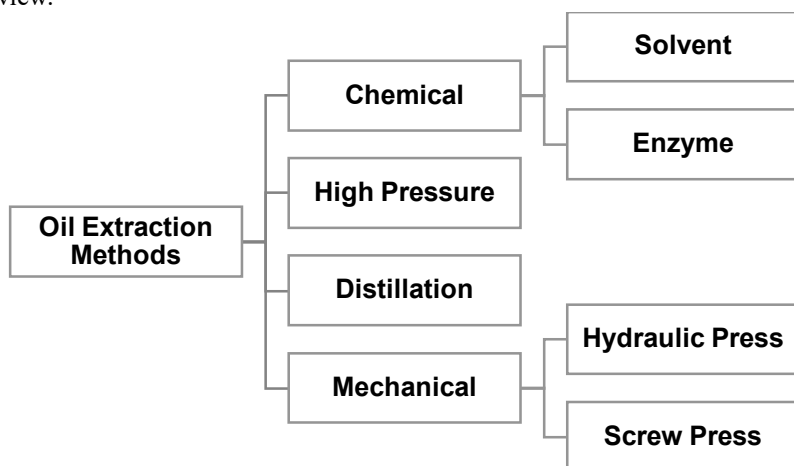 view.
Solvent
Chemical
Enzyme
High Pressure
Oil Extraction
Methods
Distillation
Hydraulic Press
Mechanical
Screw Press